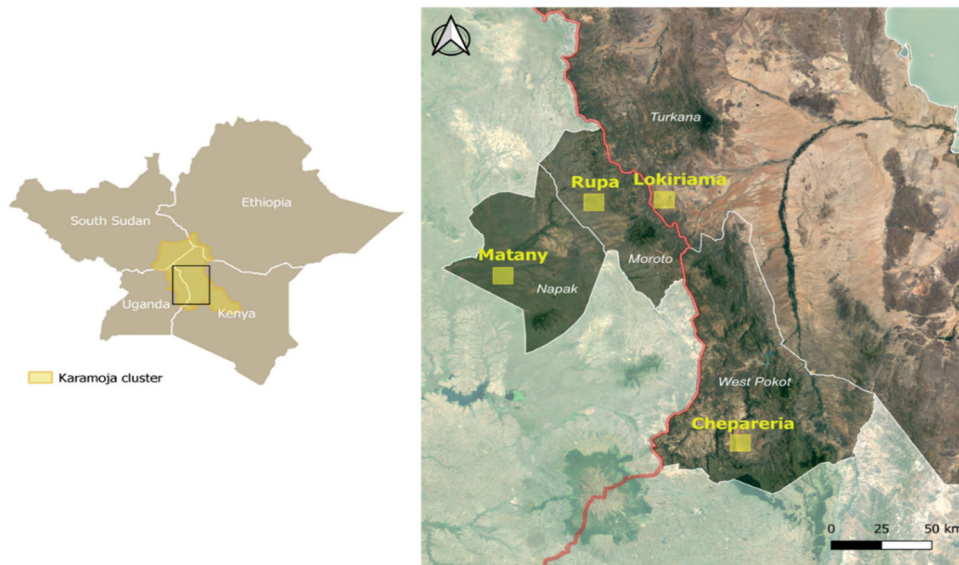 South Sudan
Ethiopia
Uganda
Kenya
Karamoja cluster
Turkana
Rupa
Lokiriama
Matany
Moroto
Napak
West Pokot
Chepareria
0 25 50 km